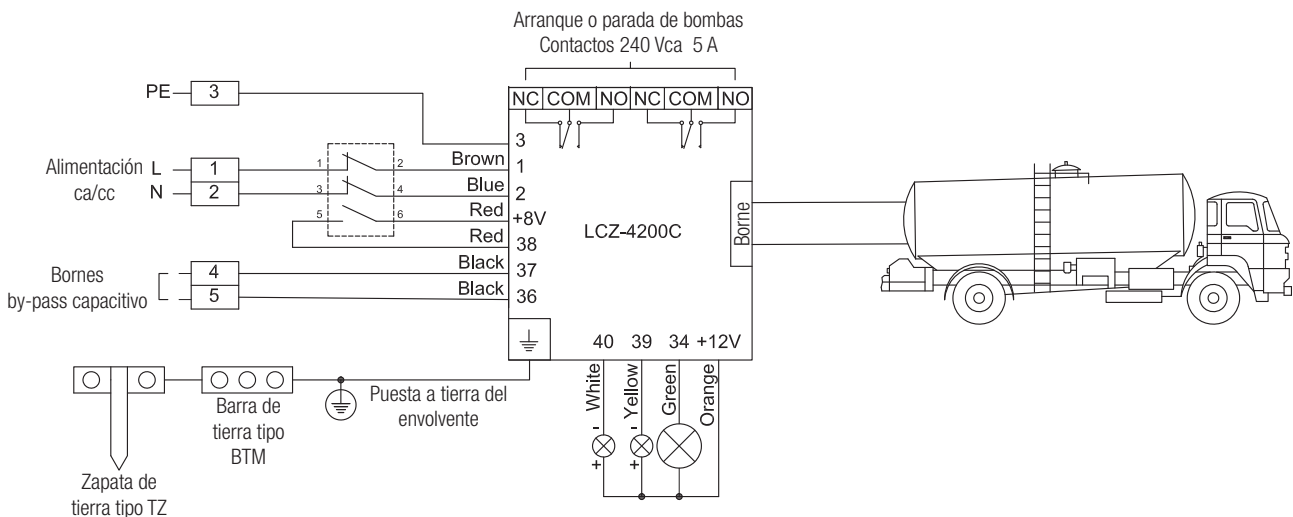 Arranque o parada de bombas
Contactos 240 Vca 5 A
NC COM NO NC COM NO
PE 3
3
Alimentación
ca/cc
L 1 1 2 Brown 1
N 2 3 4 Blue 2
5 6 Red +8V
Red 38
LCZ-4200C
Borne
Bornes
by-pass capacitivo
4 Black 37
5 Black 36
40 39 34 +12V
White
Yellow
Green
Orange
- -
+ +
Puesta a tierra del
envolvente
Barra de
tierra tipo
BTM
Zapata de
tierra tipo TZ